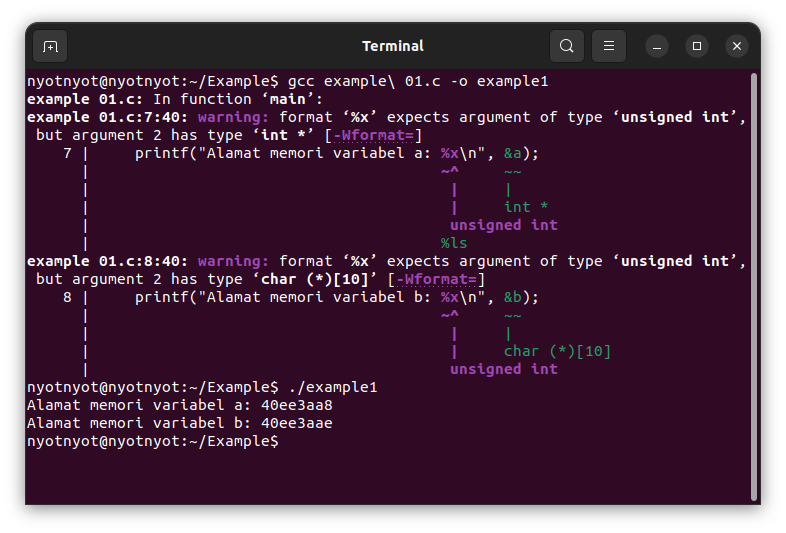 Terminal
nyotnyot@nyotnyot:~/Example$ gcc example\ 01.c -o example1
example 01.c: In function ‘main’:
example 01.c:7:40: warning: format ‘%x’ expects argument of type ‘unsigned int’,
 but argument 2 has type ‘int *’ [-Wformat=]
    7 |     printf("Alamat memori variabel a: %x\n", &a);
      |                                       ~^     ~~
      |                                        |     |
      |                                        |     int *
      |                                        unsigned int
      |                                       %ls
example 01.c:8:40: warning: format ‘%x’ expects argument of type ‘unsigned int’,
 but argument 2 has type ‘char (*)[10]’ [-Wformat=]
    8 |     printf("Alamat memori variabel b: %x\n", &b);
      |                                       ~^     ~~
      |                                        |     |
      |                                        |     char (*)[10]
      |                                        unsigned int
nyotnyot@nyotnyot:~/Example$ ./example1
Alamat memori variabel a: 40ee3aa8
Alamat memori variabel b: 40ee3aae
nyotnyot@nyotnyot:~/Example$